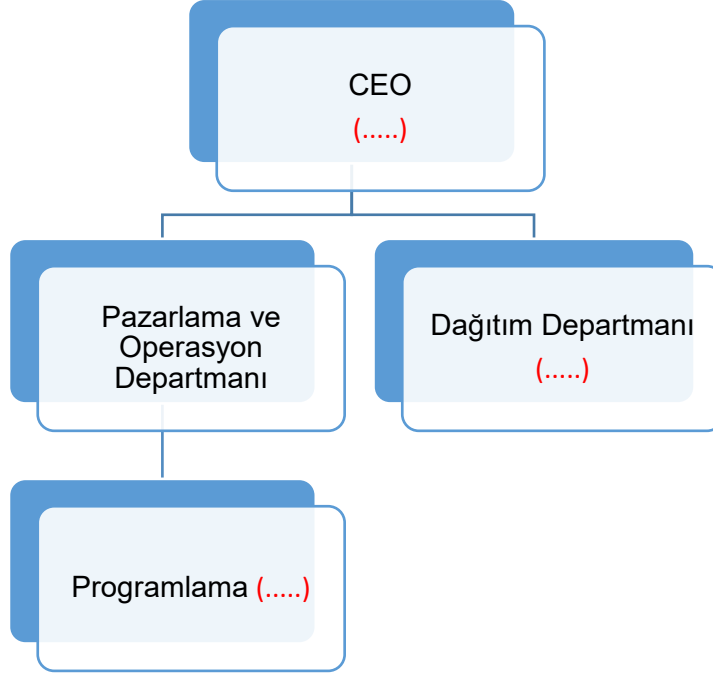 CEO
(.....)
Pazarlama ve
Operasyon
Departmanı
Dağıtım Departmanı
(.....)
Programlama (.....)